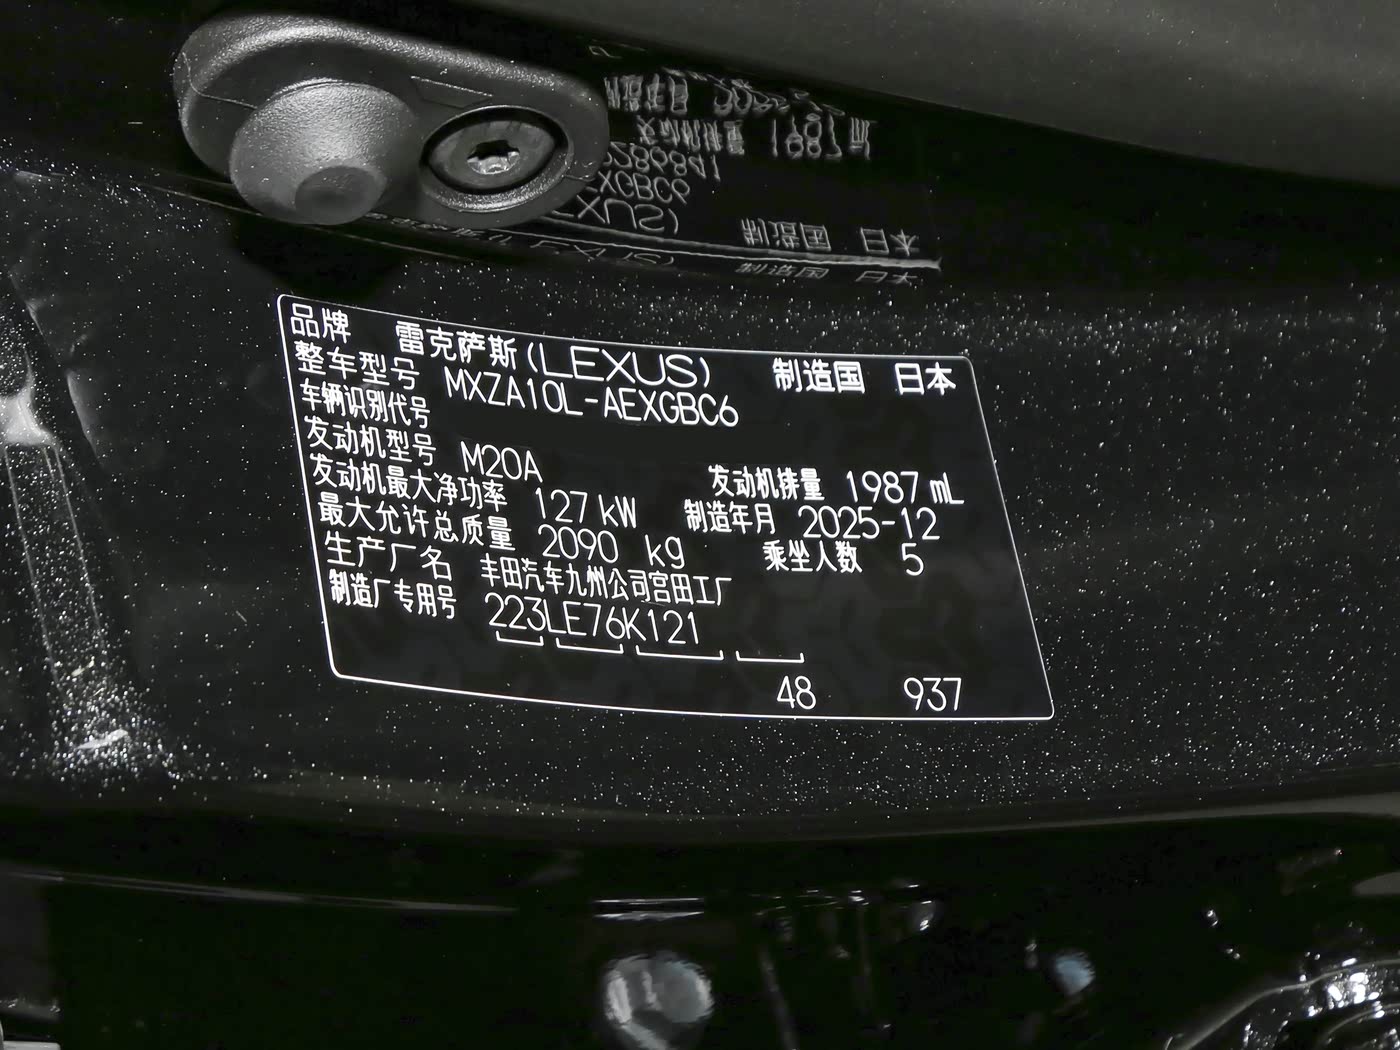 品牌 雷克萨斯(LEXUS) 制造国 日本
整车型号 MXZA10L-AEXGBC6
车辆识别代号
发动机型号 M20A 发动机排量 1987 mL
发动机最大净功率 127 kW 制造年月 2025-12
最大允许总质量 2090 kg 乘坐人数 5
生产厂名 丰田汽车九州公司宫田工厂
制造厂专用号 223LE76K121
48 937